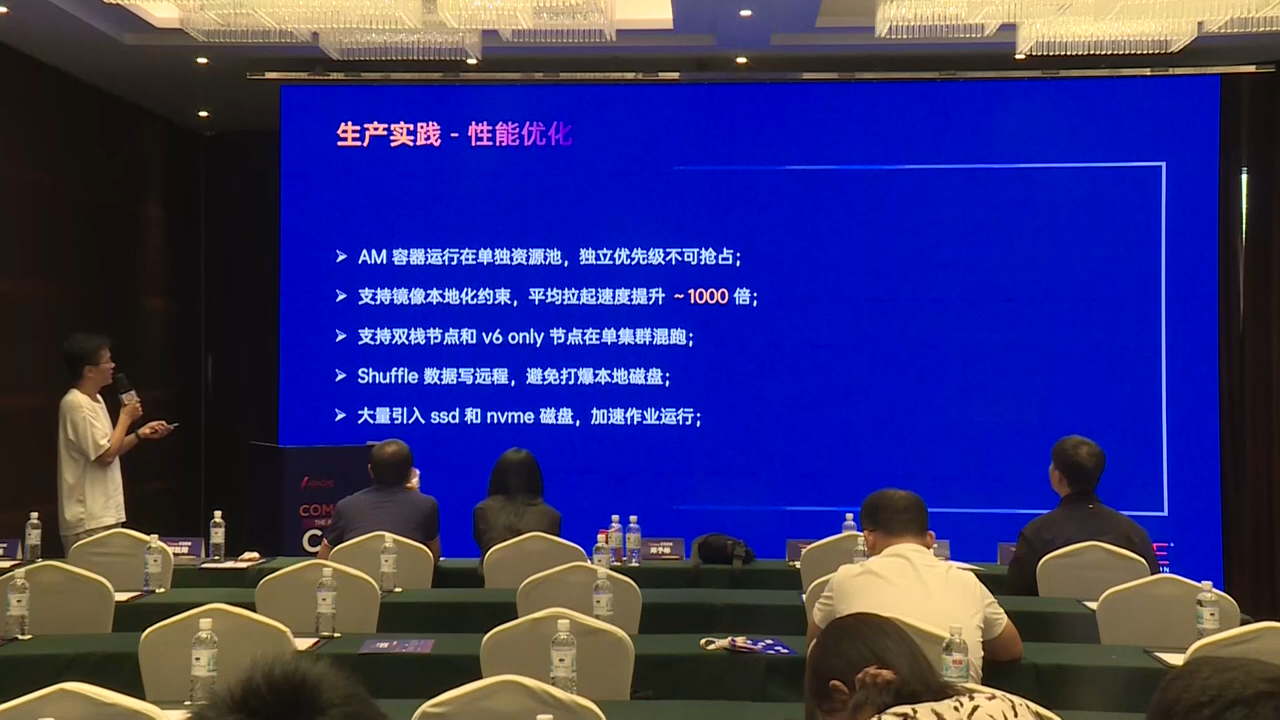 生产实践 - 性能优化
➢ AM 容器运行在单独资源池，独立优先级不可抢占；
➢ 支持镜像本地化约束，平均拉起速度提升 ~1000 倍；
➢ 支持双栈节点和 v6 only 节点在单集群混跑；
➢ Shuffle 数据写远程，避免打爆本地磁盘；
➢ 大量引入 ssd 和 nvme 磁盘，加速作业运行；
APACHE
COM
THE A
C